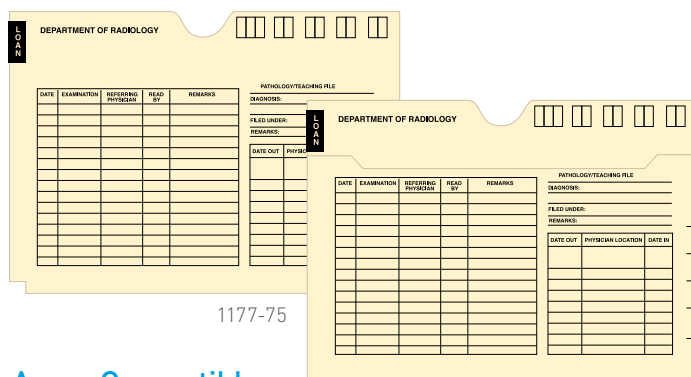 LOAN
DEPARTMENT OF RADIOLOGY
DATE EXAMINATION REFERRING PHYSICIAN READ BY REMARKS
PATHOLOGY/TEACHING FILE
DIAGNOSIS:
FILED UNDER:
REMARKS:
DATE OUT
1177-75
LOAN
DEPARTMENT OF RADIOLOGY
DATE EXAMINATION REFERRING PHYSICIAN READ BY REMARKS
PATHOLOGY/TEACHING FILE
DIAGNOSIS:
FILED UNDER:
REMARKS:
DATE OUT PHYSICIAN LOCATION DATE IN